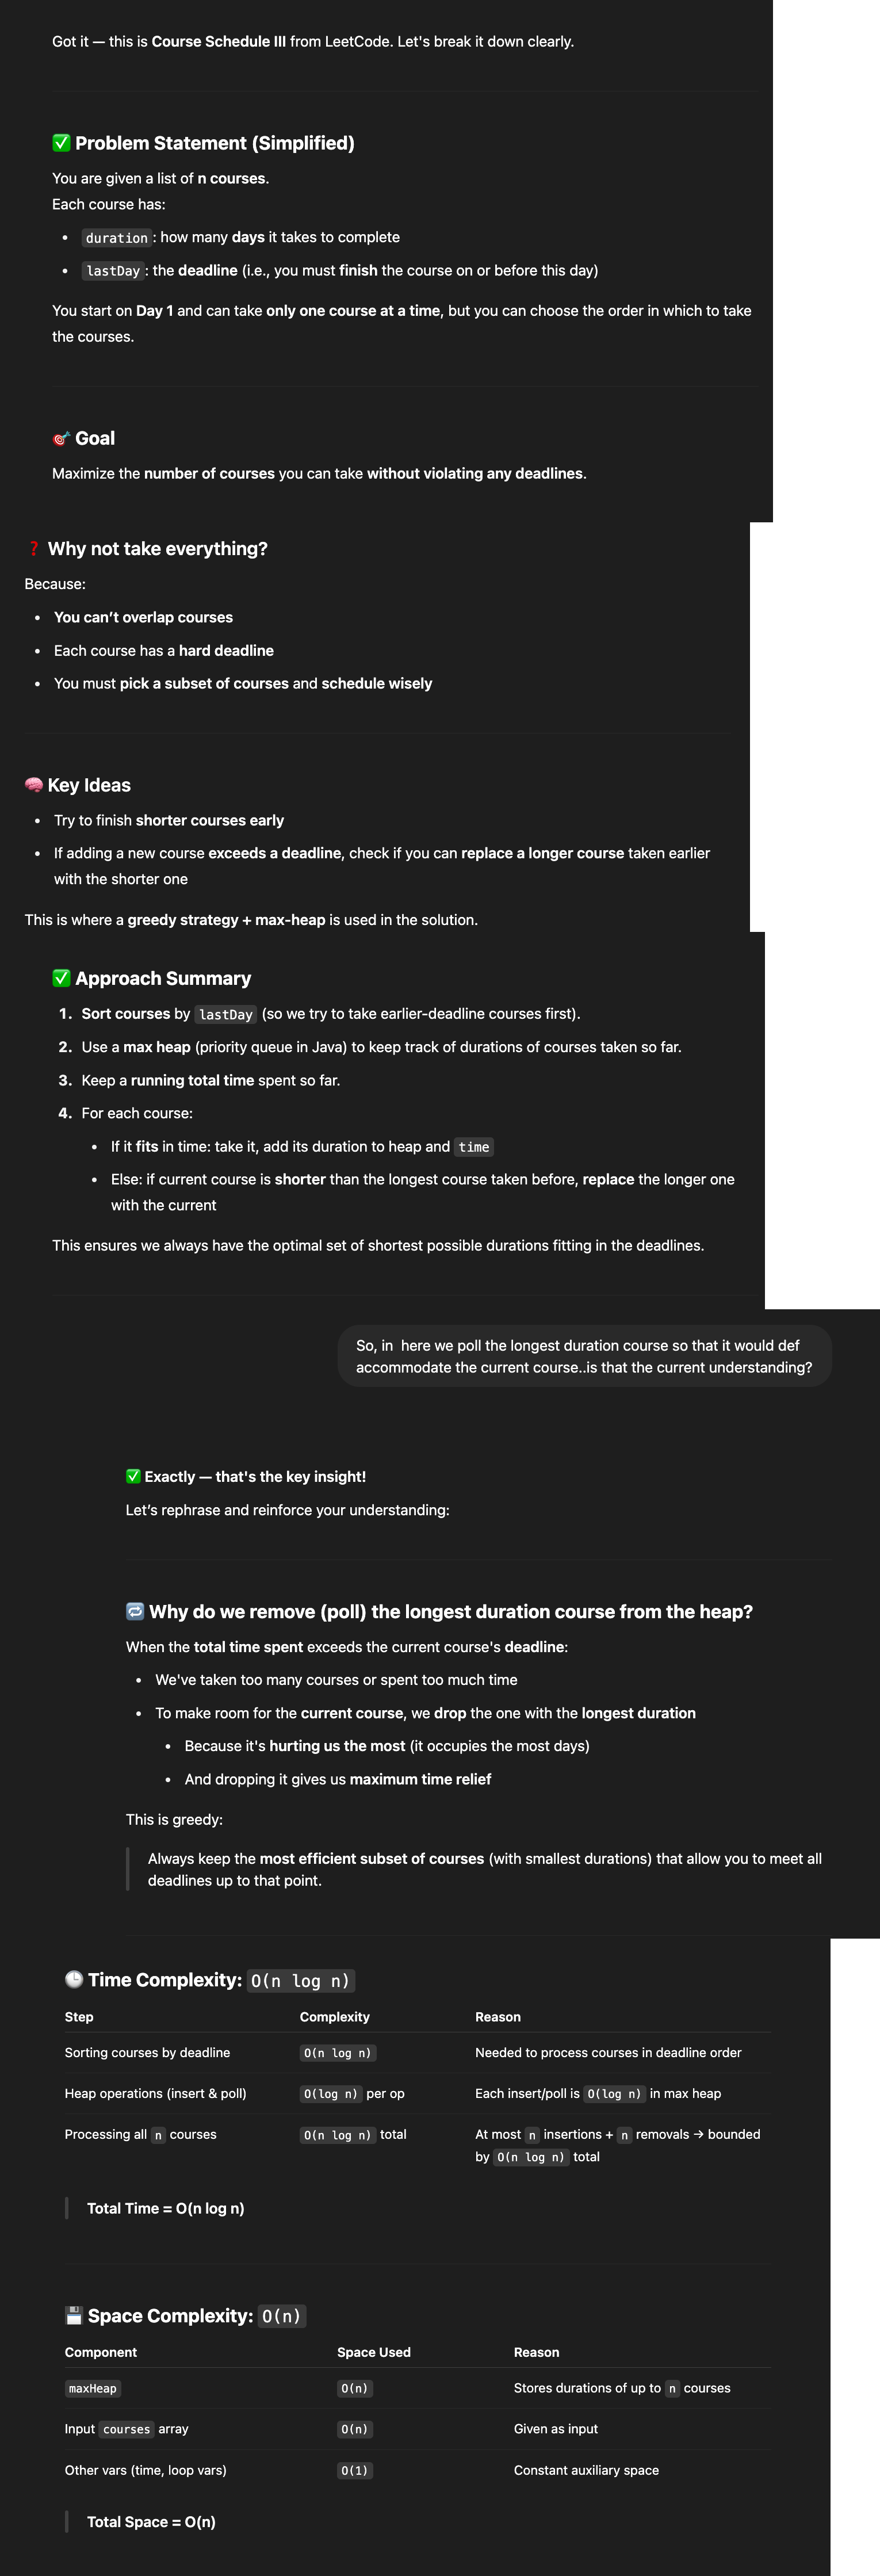 Got it — this is Course Schedule III from LeetCode. Let's break it down clearly.
✅ Problem Statement (Simplified)
You are given a list of n courses.
Each course has:
• duration: how many days it takes to complete
• lastDay: the deadline (i.e., you must finish the course on or before this day)
You start on Day 1 and can take only one course at a time, but you can choose the order in which to take
the courses.
🎯 Goal
Maximize the number of courses you can take without violating any deadlines.
❓ Why not take everything?
Because:
• You can’t overlap courses
• Each course has a hard deadline
• You must pick a subset of courses and schedule wisely
🧠 Key Ideas
• Try to finish shorter courses early
• If adding a new course exceeds a deadline, check if you can replace a longer course taken earlier
with the shorter one
This is where a greedy strategy + max-heap is used in the solution.
✅ Approach Summary
1. Sort courses by lastDay (so we try to take earlier-deadline courses first).
2. Use a max heap (priority queue in Java) to keep track of durations of courses taken so far.
3. Keep a running total time spent so far.
4. For each course:
• If it fits in time: take it, add its duration to heap and time
• Else: if current course is shorter than the longest course taken before, replace the longer one
with the current
This ensures we always have the optimal set of shortest possible durations fitting in the deadlines.
So, in here we poll the longest duration course so that it would def
accommodate the current course..is that the current understanding?
✅ Exactly — that's the key insight!
Let’s rephrase and reinforce your understanding:
🔁 Why do we remove (poll) the longest duration course from the heap?
When the total time spent exceeds the current course's deadline:
• We've taken too many courses or spent too much time
• To make room for the current course, we drop the one with the longest duration
• Because it's hurting us the most (it occupies the most days)
• And dropping it gives us maximum time relief
This is greedy:
Always keep the most efficient subset of courses (with smallest durations) that allow you to meet all
deadlines up to that point.
🕒 Time Complexity: O(n log n)
Step Complexity Reason
Sorting courses by deadline O(n log n) Needed to process courses in deadline order
Heap operations (insert & poll) O(log n) per op Each insert/poll is O(log n) in max heap
Processing all n courses O(n log n) total At most n insertions + n removals → bounded
by O(n log n) total
Total Time = O(n log n)
💾 Space Complexity: O(n)
Component Space Used Reason
maxHeap O(n) Stores durations of up to n courses
Input courses array O(n) Given as input
Other vars (time, loop vars) O(1) Constant auxiliary space
Total Space = O(n)